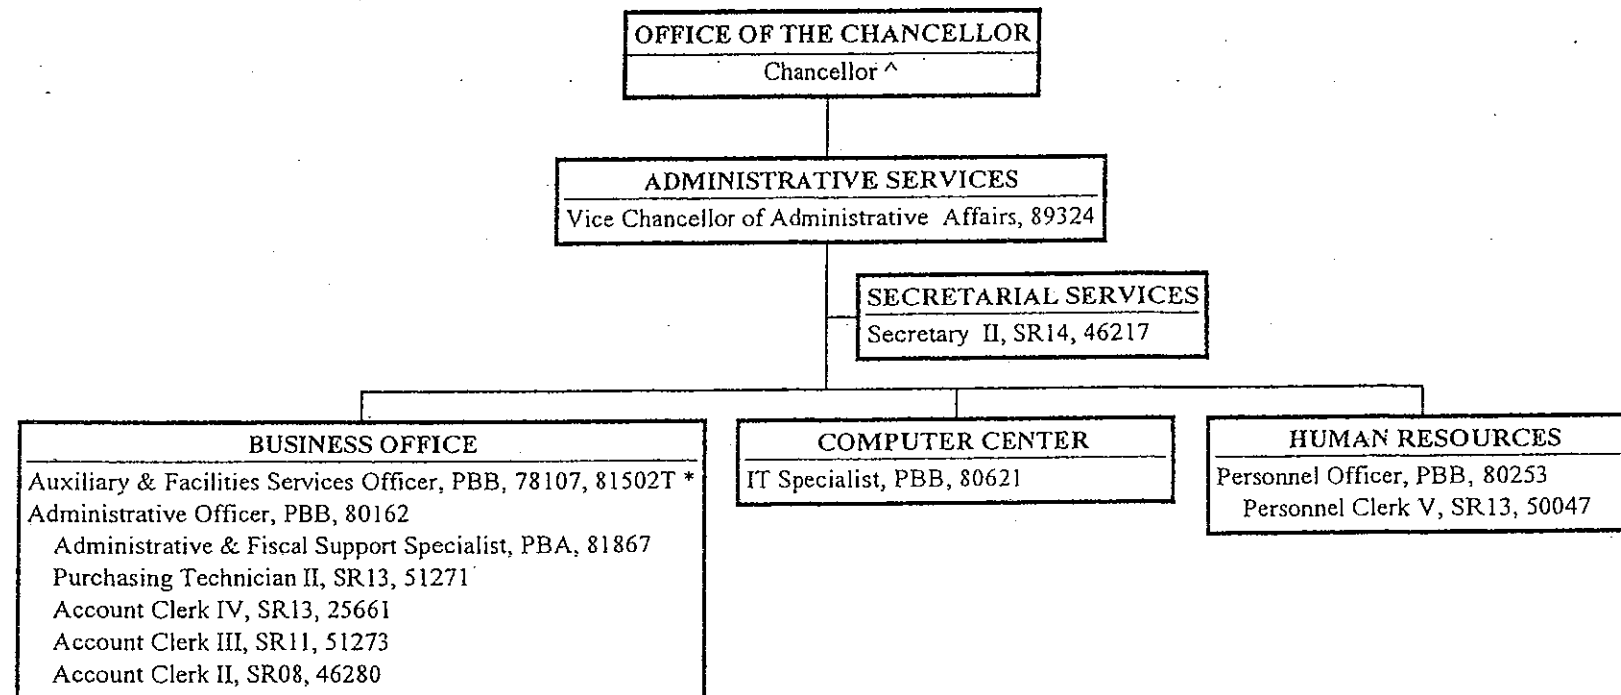 OFFICE OF THE CHANCELLOR
Chancellor ^
ADMINISTRATIVE SERVICES
Vice Chancellor of Administrative Affairs, 89324
SECRETARIAL SERVICES
Secretary II, SR14, 46217
BUSINESS OFFICE
Auxiliary & Facilities Services Officer, PBB, 78107, 81502T *
Administrative Officer, PBB, 80162
Administrative & Fiscal Support Specialist, PBA, 81867
Purchasing Technician II, SR13, 51271
Account Clerk IV, SR13, 25661
Account Clerk III, SR11, 51273
Account Clerk II, SR08, 46280
COMPUTER CENTER
IT Specialist, PBB, 80621
HUMAN RESOURCES
Personnel Officer, PBB, 80253
Personnel Clerk V, SR13, 50047